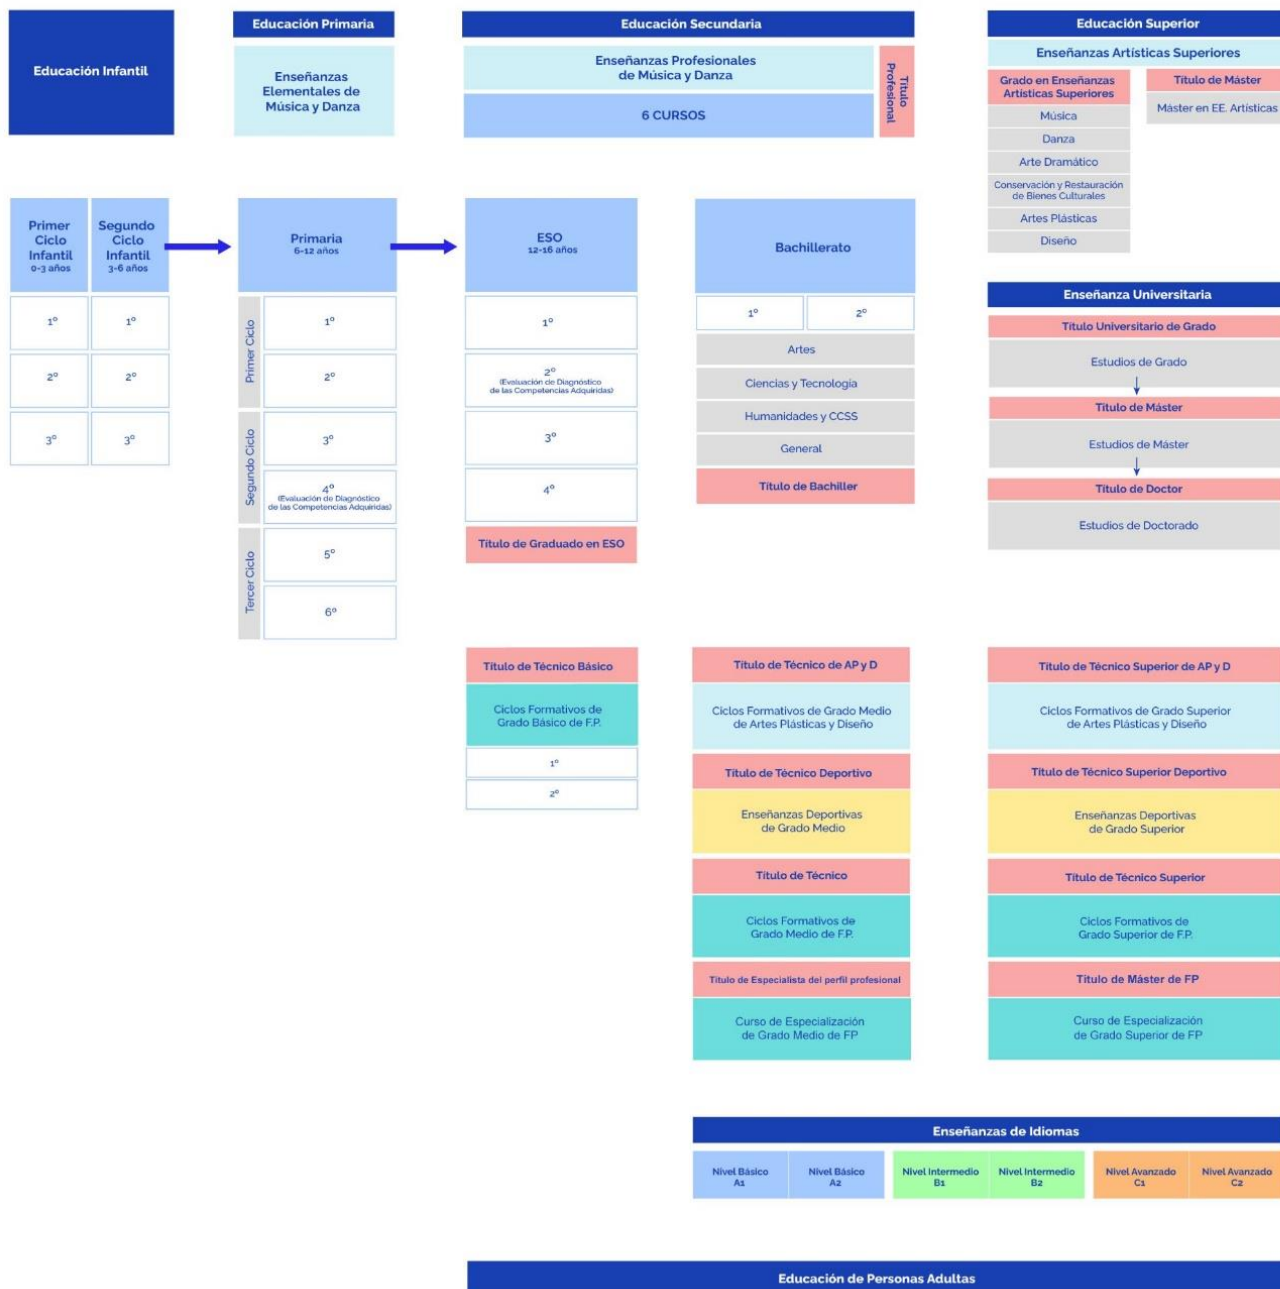 Educación Infantil
Educación Primaria
Enseñanzas
Elementales de
Música y Danza
Educación Secundaria
Enseñanzas Profesionales
de Música y Danza
6 CURSOS
Título
Profesional
Educación Superior
Enseñanzas Artísticas Superiores
Grado en Enseñanzas
Artísticas Superiores
Música
Danza
Arte Dramático
Conservación y Restauración
de Bienes Culturales
Artes Plásticas
Diseño
Título de Máster
Máster en EE. Artísticas
Primer
Ciclo
Infantil
0-3 años
1º
2º
3º
Segundo
Ciclo
Infantil
3-6 años
1º
2º
3º
Primaria
6-12 años
Primer Ciclo
1º
2º
Segundo Ciclo
3º
4º
(Evaluación de Diagnóstico
de las Competencias Adquiridas)
Tercer Ciclo
5º
6º
ESO
12-16 años
1º
2º
(Evaluación de Diagnóstico
de las Competencias Adquiridas)
3º
4º
Título de Graduado en ESO
Bachillerato
1º
2º
Artes
Ciencias y Tecnología
Humanidades y CCSS
General
Título de Bachiller
Enseñanza Universitaria
Título Universitario de Grado
Estudios de Grado
Título de Máster
Estudios de Máster
Título de Doctor
Estudios de Doctorado
Título de Técnico Básico
Ciclos Formativos de
Grado Básico de F.P.
1º
2º
Título de Técnico de AP y D
Ciclos Formativos de Grado Medio
de Artes Plásticas y Diseño
Título de Técnico Deportivo
Enseñanzas Deportivas
de Grado Medio
Título de Técnico
Ciclos Formativos de
Grado Medio de F.P.
Título de Especialista del perfil profesional
Curso de Especialización
de Grado Medio de FP
Título de Técnico Superior de AP y D
Ciclos Formativos de Grado Superior
de Artes Plásticas y Diseño
Título de Técnico Superior Deportivo
Enseñanzas Deportivas
de Grado Superior
Título de Técnico Superior
Ciclos Formativos de
Grado Superior de F.P.
Título de Máster de FP
Curso de Especialización
de Grado Superior de FP
Enseñanzas de Idiomas
Nivel Básico
A1
Nivel Básico
A2
Nivel Intermedio
B1
Nivel Intermedio
B2
Nivel Avanzado
C1
Nivel Avanzado
C2
Educación de Personas Adultas